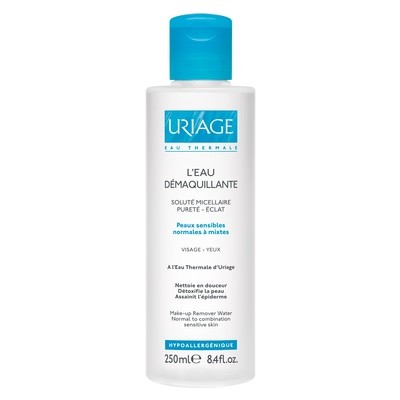 URIAGE
EAU THERMALE
L'EAU
DÉMAQUILLANTE
SOLUTÉ MICELLAIRE
PURETÉ - ÉCLAT
Peaux sensibles
normales à mixtes
VISAGE - YEUX
A l'Eau Thermale d'Uriage
Nettoie en douceur
Détoxifie la peau
Assainit l'épiderme
Make-up Remover Water
Normal to combination
sensitive skin
HYPOALLERGÉNIQUE
250ml℮ 8.4fl.oz.